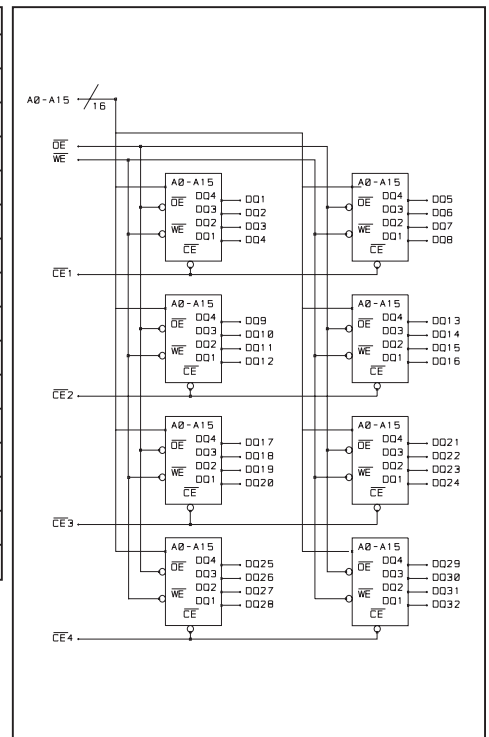 A0-A15
16
OE
WE
A0-A15
OE
WE
CE
DQ4
DQ3
DQ2
DQ1
DQ1
DQ2
DQ3
DQ4
A0-A15
OE
WE
CE
DQ4
DQ3
DQ2
DQ1
DQ5
DQ6
DQ7
DQ8
CE1
A0-A15
OE
WE
CE
DQ4
DQ3
DQ2
DQ1
DQ9
DQ10
DQ11
DQ12
A0-A15
OE
WE
CE
DQ4
DQ3
DQ2
DQ1
DQ13
DQ14
DQ15
DQ16
CE2
A0-A15
OE
WE
CE
DQ4
DQ3
DQ2
DQ1
DQ17
DQ18
DQ19
DQ20
A0-A15
OE
WE
CE
DQ4
DQ3
DQ2
DQ1
DQ21
DQ22
DQ23
DQ24
CE3
A0-A15
OE
WE
CE
DQ4
DQ3
DQ2
DQ1
DQ25
DQ26
DQ27
DQ28
A0-A15
OE
WE
CE
DQ4
DQ3
DQ2
DQ1
DQ29
DQ30
DQ31
DQ32
CE4